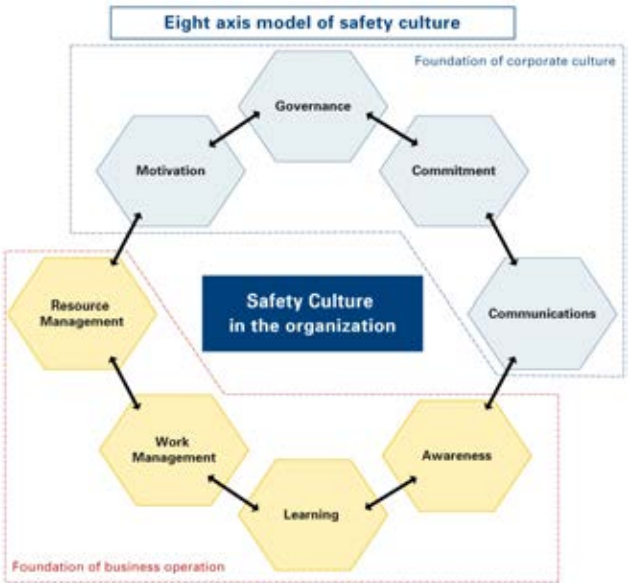 Eight axis model of safety culture
Foundation of corporate culture
Governance
Motivation
Commitment
Resource
Management
Safety Culture
in the organization
Communications
Work
Management
Awareness
Learning
Foundation of business operation